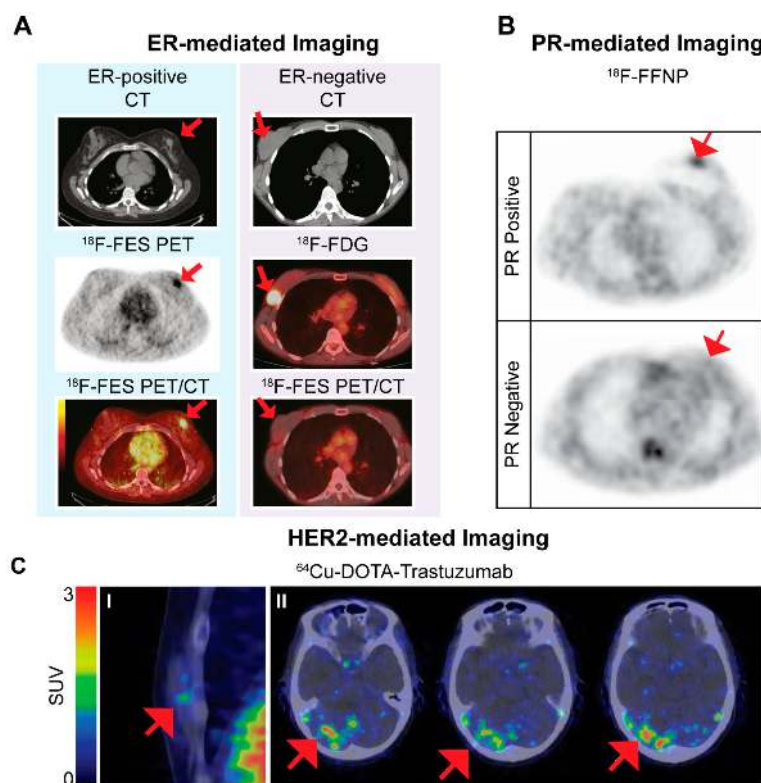 A
ER-mediated Imaging
ER-positive
CT
ER-negative
CT
¹⁸F-FES PET
¹⁸F-FDG
¹⁸F-FES PET/CT
¹⁸F-FES PET/CT
B
PR-mediated Imaging
¹⁸F-FFNP
PR Positive
PR Negative
HER2-mediated Imaging
C
⁶⁴Cu-DOTA-Trastuzumab
3
SUV
0
I
II